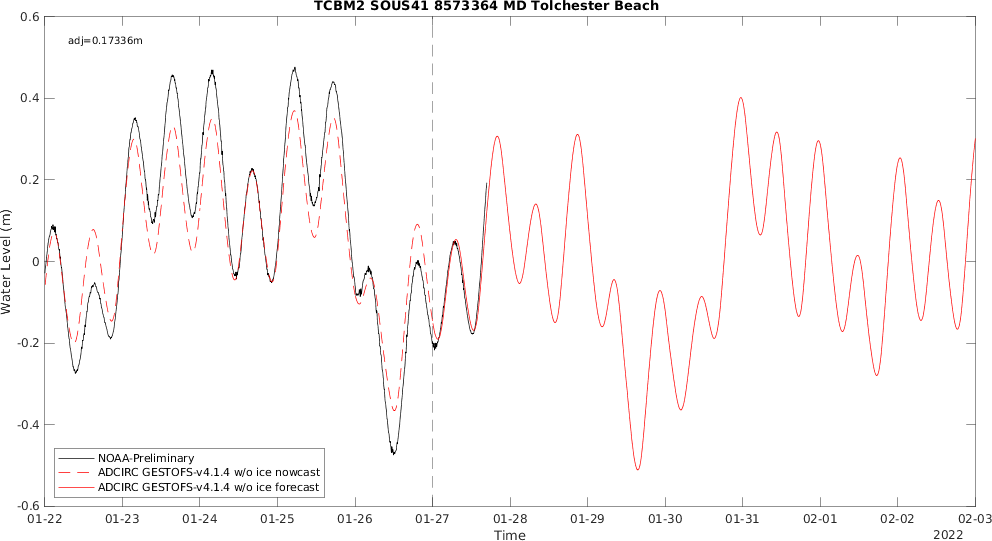 TCBM2 SOUS41 8573364 MD Tolchester Beach
adj=0.17336m
Water Level (m)
0.6
0.4
0.2
0
-0.2
-0.4
-0.6
NOAA-Preliminary
ADCIRC GESTOFS-v4.1.4 w/o ice nowcast
ADCIRC GESTOFS-v4.1.4 w/o ice forecast
01-22 01-23 01-24 01-25 01-26 01-27 01-28 01-29 01-30 01-31 02-01 02-02 02-03
Time
2022